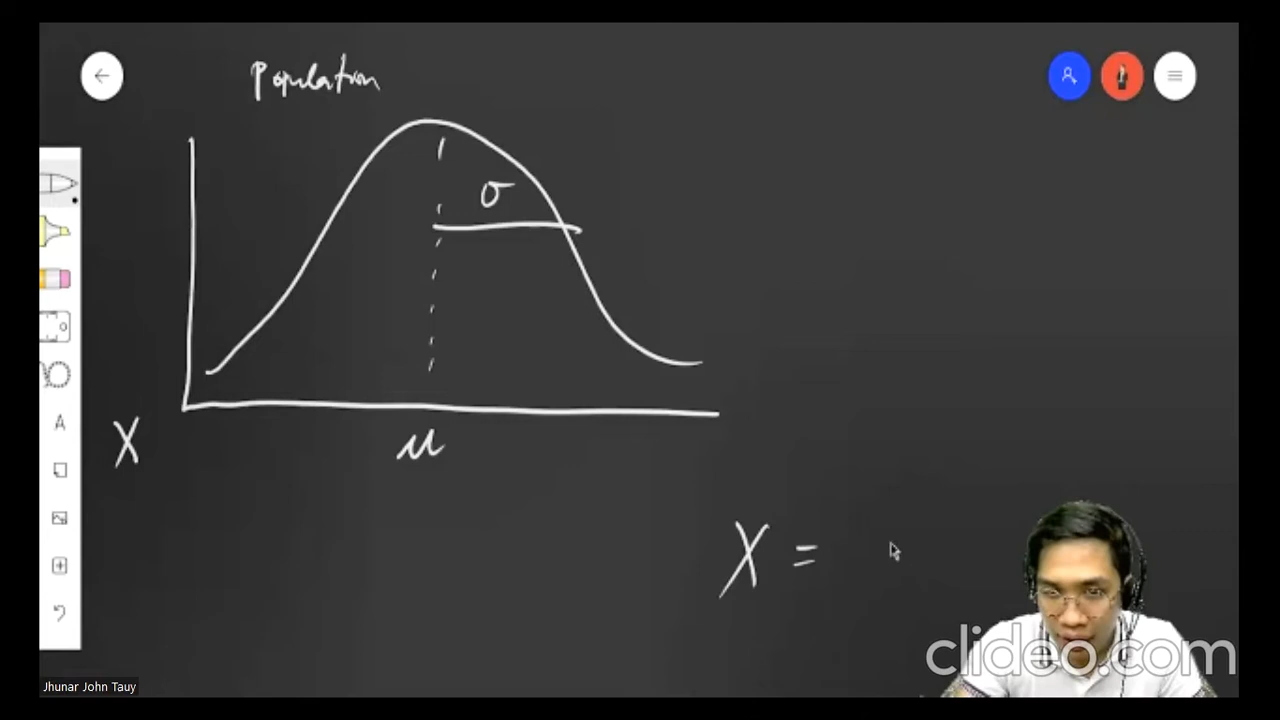 Population
σ
X
μ
X =
A
clideo.com
Jhunar John Tauy